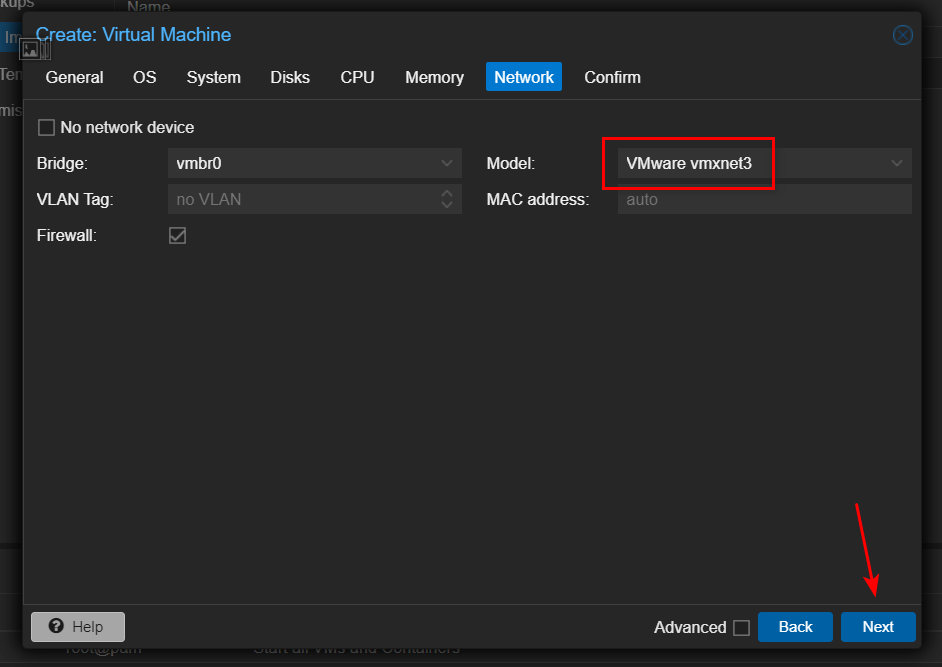 kups
Name
Create: Virtual Machine
Im
General OS System Disks CPU Memory Network Confirm
mis
No network device
Bridge: vmbr0 Model: VMware vmxnet3
VLAN Tag: no VLAN MAC address: auto
Firewall:
Help Advanced Back Next
root@pam Start all VMs and Containers